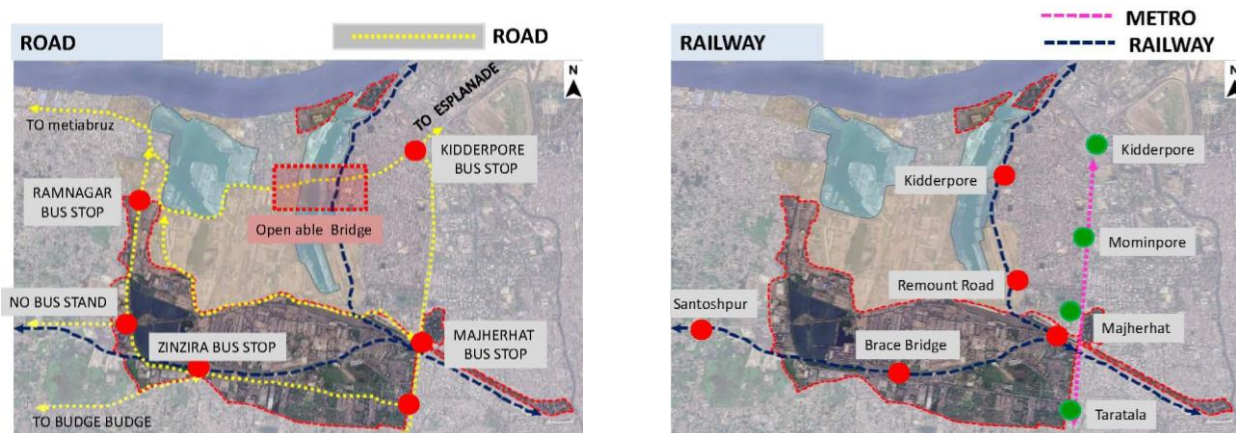 ROAD
ROAD
N
TO ESPLANADE
TO metiabruz
KIDDERPORE
BUS STOP
RAMNAGAR
BUS STOP
Open able Bridge
NO BUS STAND
ZINZIRA BUS STOP
MAJHERHAT
BUS STOP
TO BUDGE BUDGE
METRO
RAILWAY
RAILWAY
N
Kidderpore
Kidderpore
Mominpore
Remount Road
Santoshpur
Majherhat
Brace Bridge
Taratala